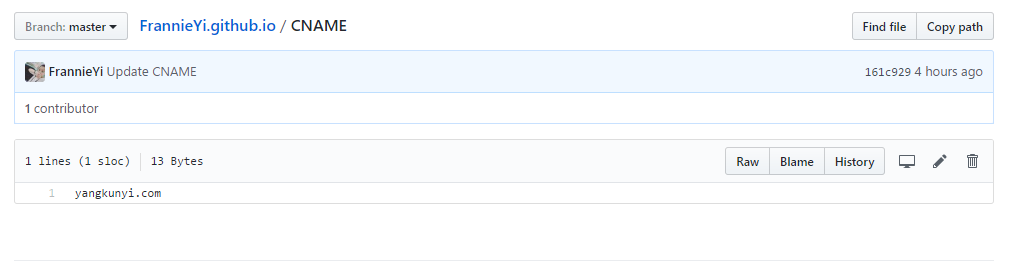 Branch: master FrannieYi.github.io / CNAME Find file Copy path
FrannieYi Update CNAME 161c929 4 hours ago
1 contributor
1 lines (1 sloc) 13 Bytes Raw Blame History
1 yangkunyi.com